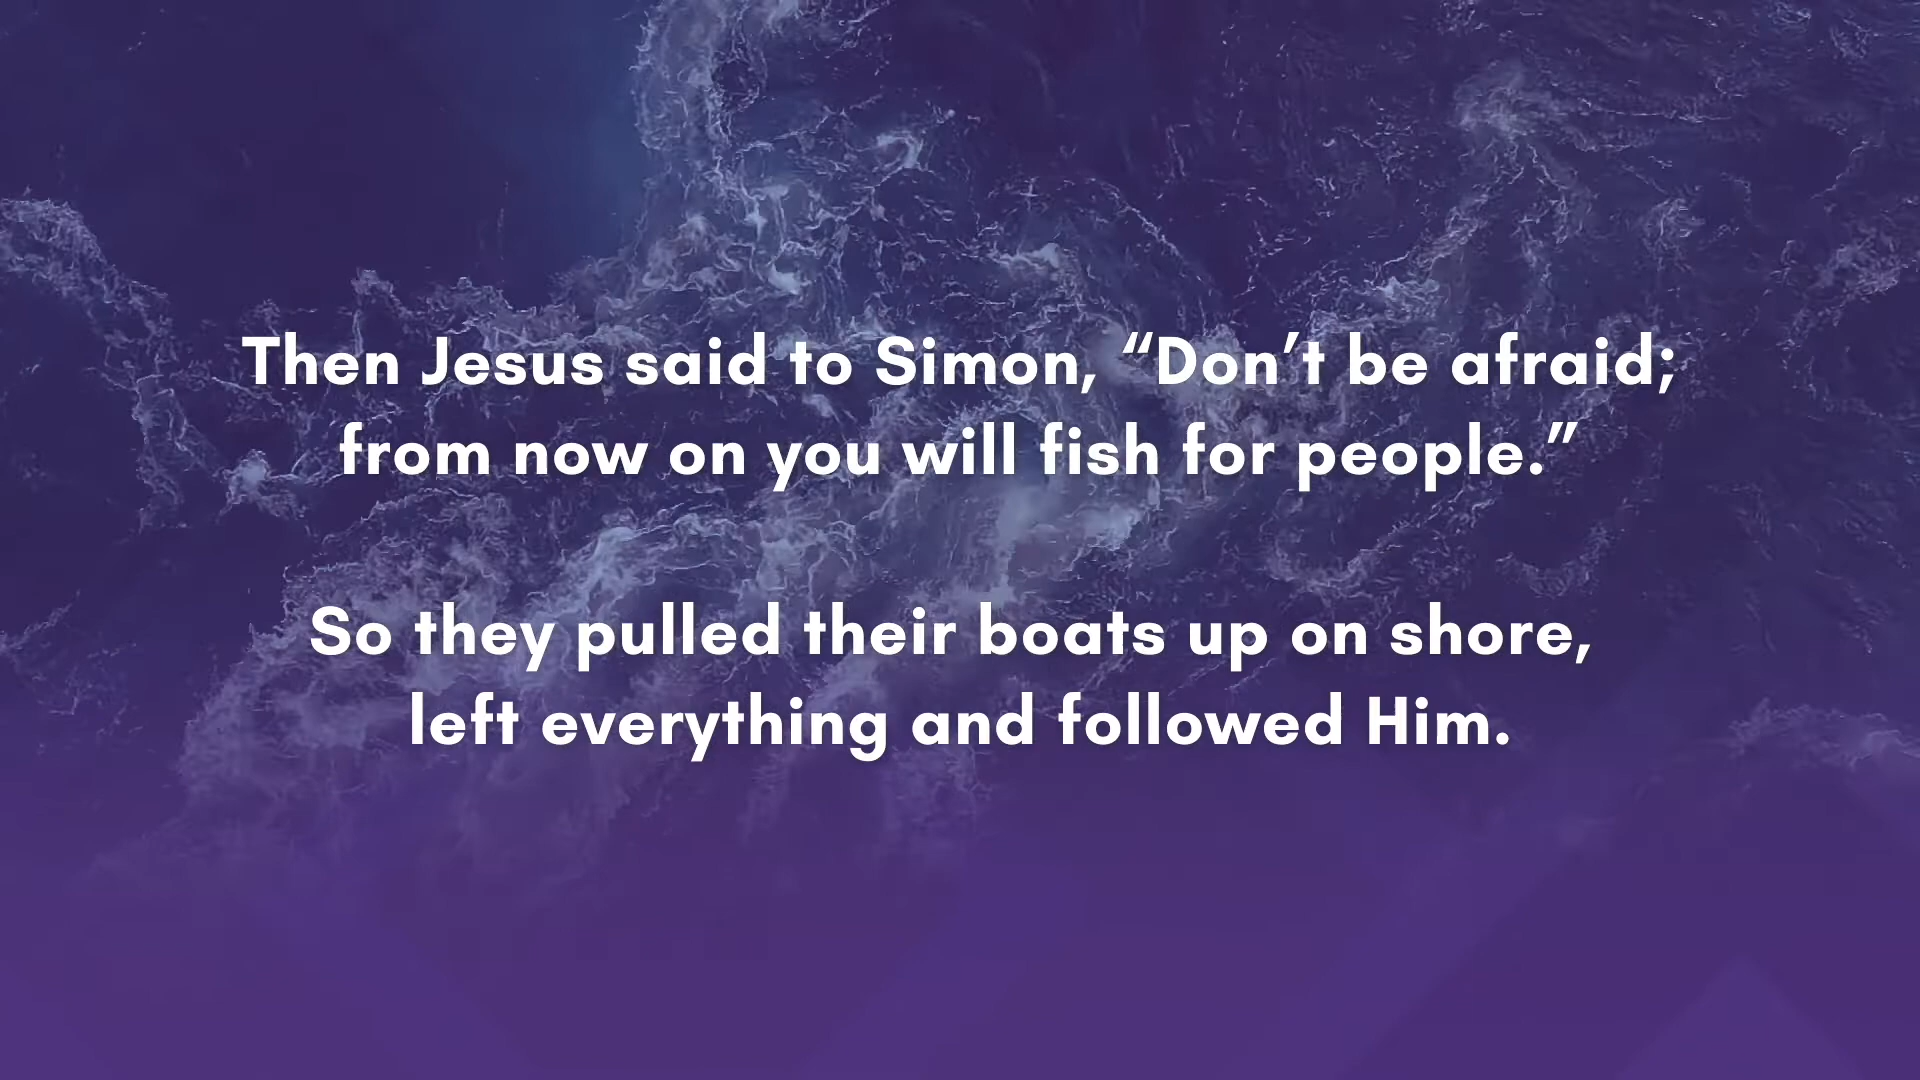 Then Jesus said to Simon, “Don’t be afraid;
from now on you will fish for people.”
So they pulled their boats up on shore,
left everything and followed Him.